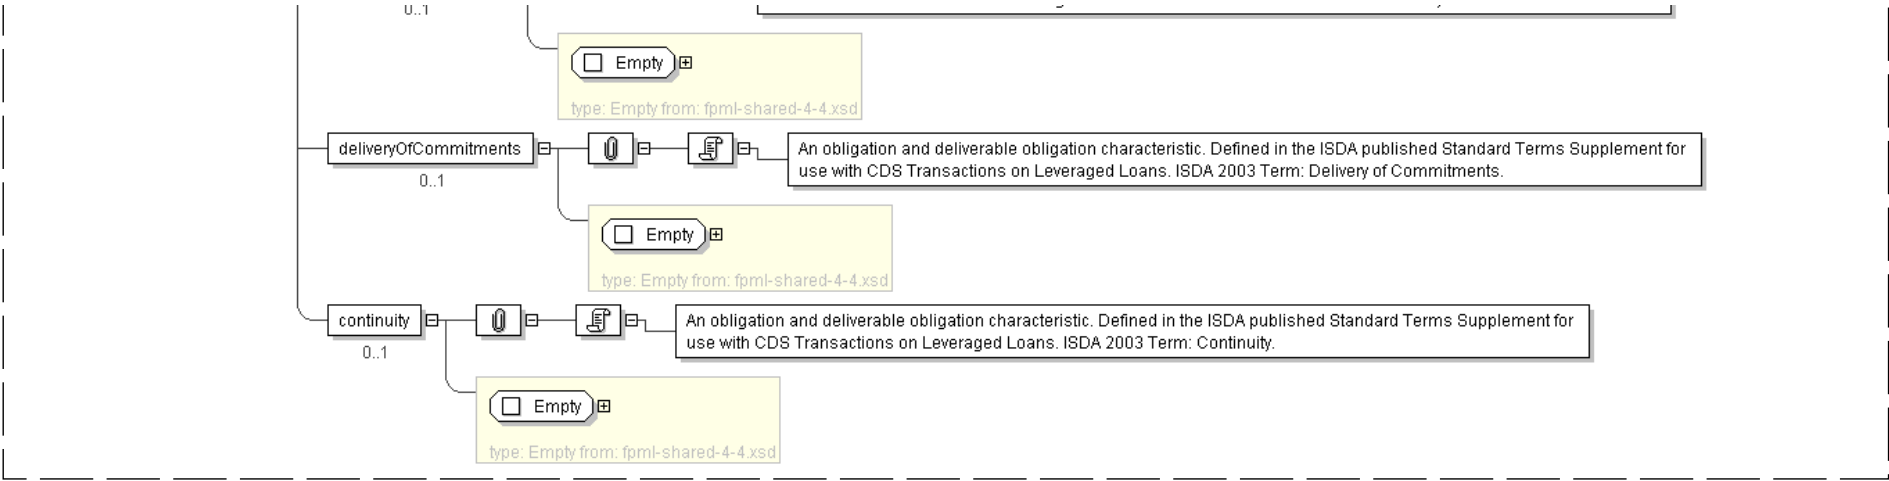 0..1
Empty
type: Empty from: fpml-shared-4-4.xsd
deliveryOfCommitments
0..1
An obligation and deliverable obligation characteristic. Defined in the ISDA published Standard Terms Supplement for
use with CDS Transactions on Leveraged Loans. ISDA 2003 Term: Delivery of Commitments.
Empty
type: Empty from: fpml-shared-4-4.xsd
continuity
0..1
An obligation and deliverable obligation characteristic. Defined in the ISDA published Standard Terms Supplement for
use with CDS Transactions on Leveraged Loans. ISDA 2003 Term: Continuity.
Empty
type: Empty from: fpml-shared-4-4.xsd